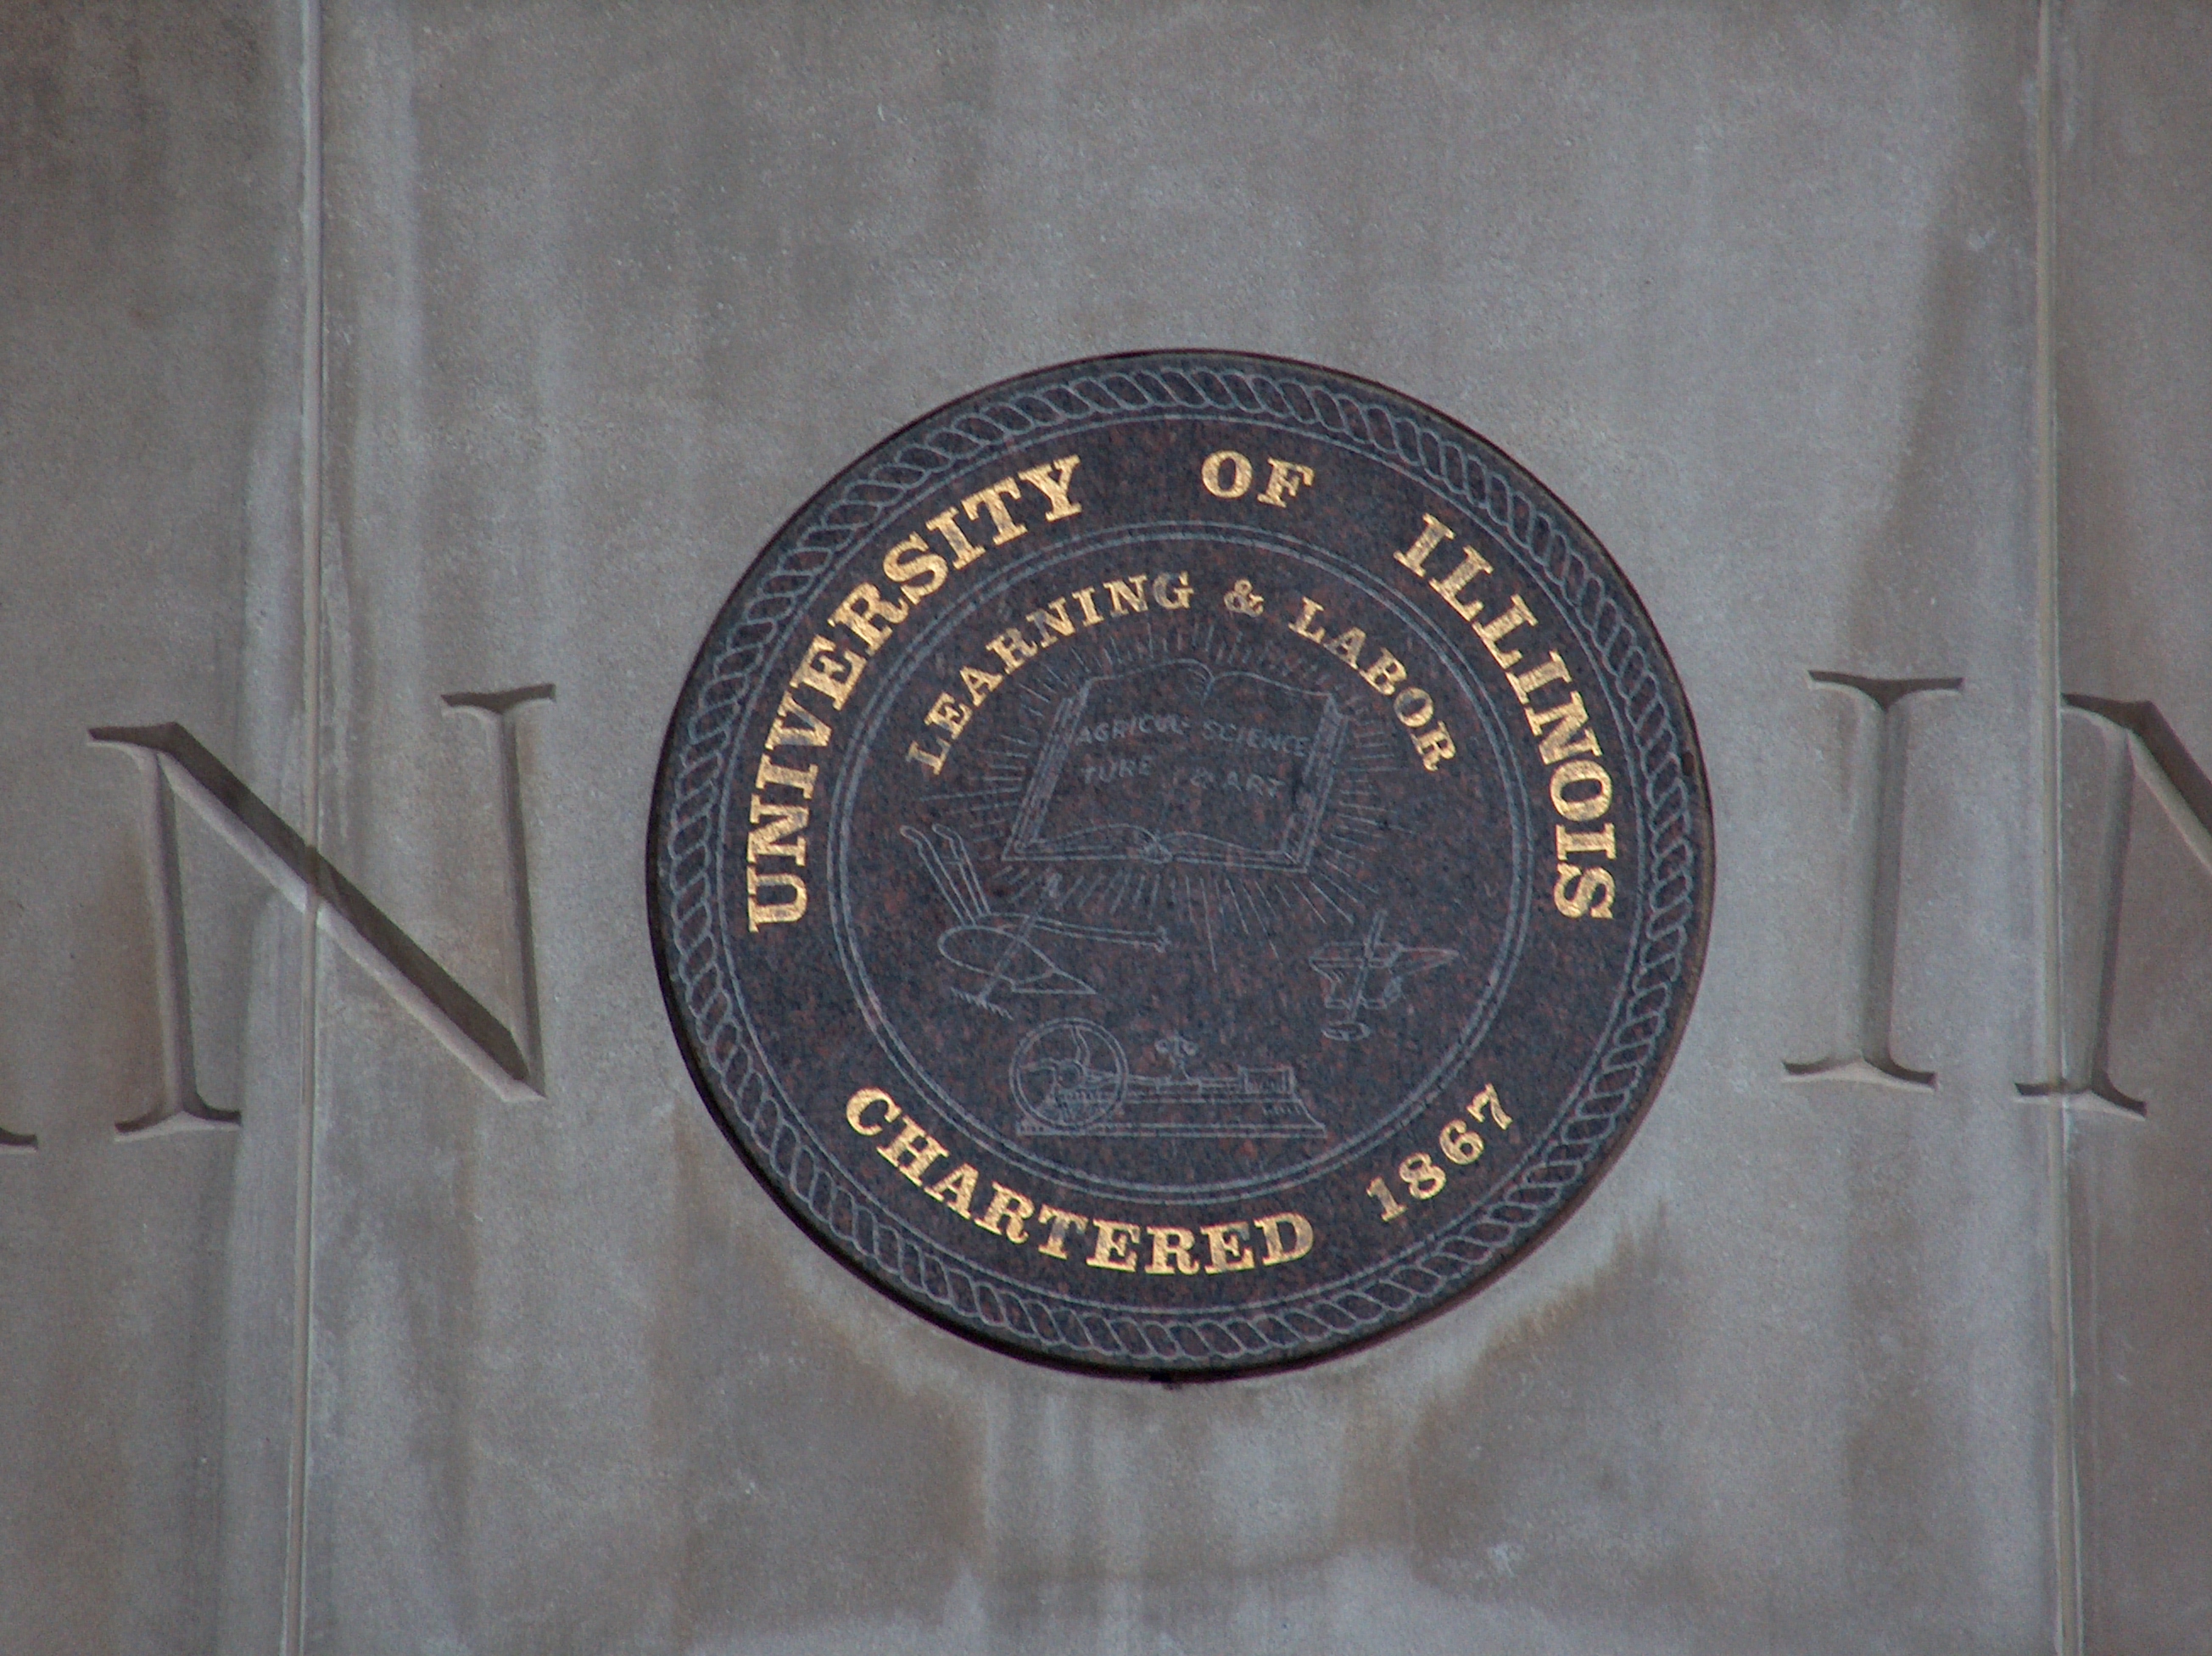 UNIVERSITY OF ILLINOIS
LEARNING & LABOR
AGRICUL- SCIENCE
TURE & ART
CHARTERED 1867
N
I